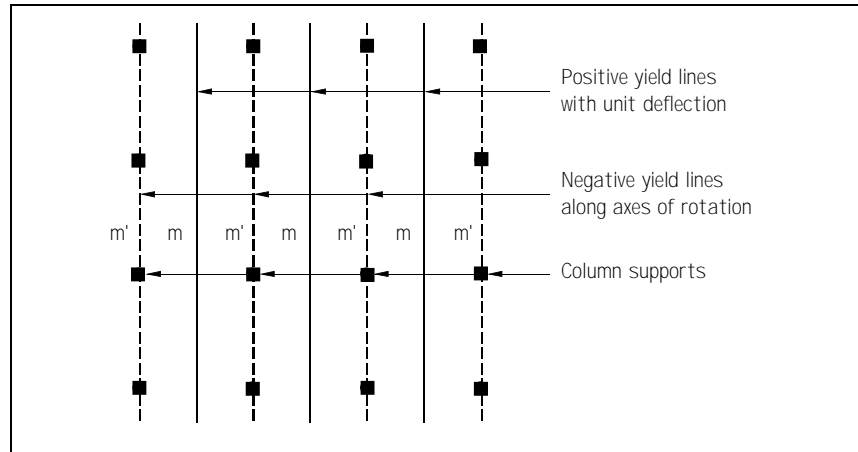 Positive yield lines
with unit deflection
Negative yield lines
along axes of rotation
m' m m' m m' m m'
Column supports